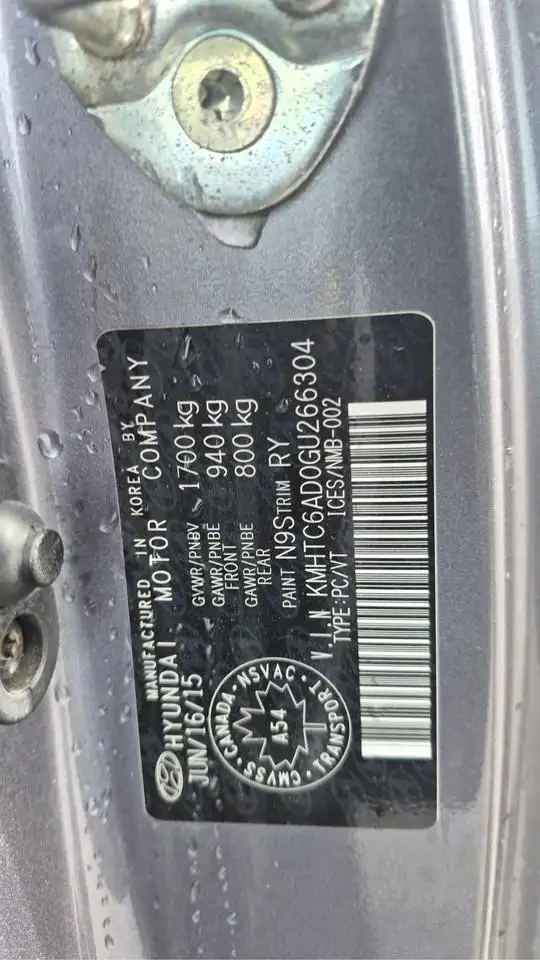 MANUFACTURED IN KOREA BY
HYUNDAI MOTOR COMPANY
JUN/16/15
GVWR/PNBV 1700 kg
GAWR/PNBE FRONT 940 kg
GAWR/PNBE REAR 800 kg
PAINT N9S TRIM RY
V.I.N KMHTC6AD0GU266304
TYPE:PC/VT ICES/NMB-002
CANADA · NSVAC · TRANSPORT · CMVSS
A54